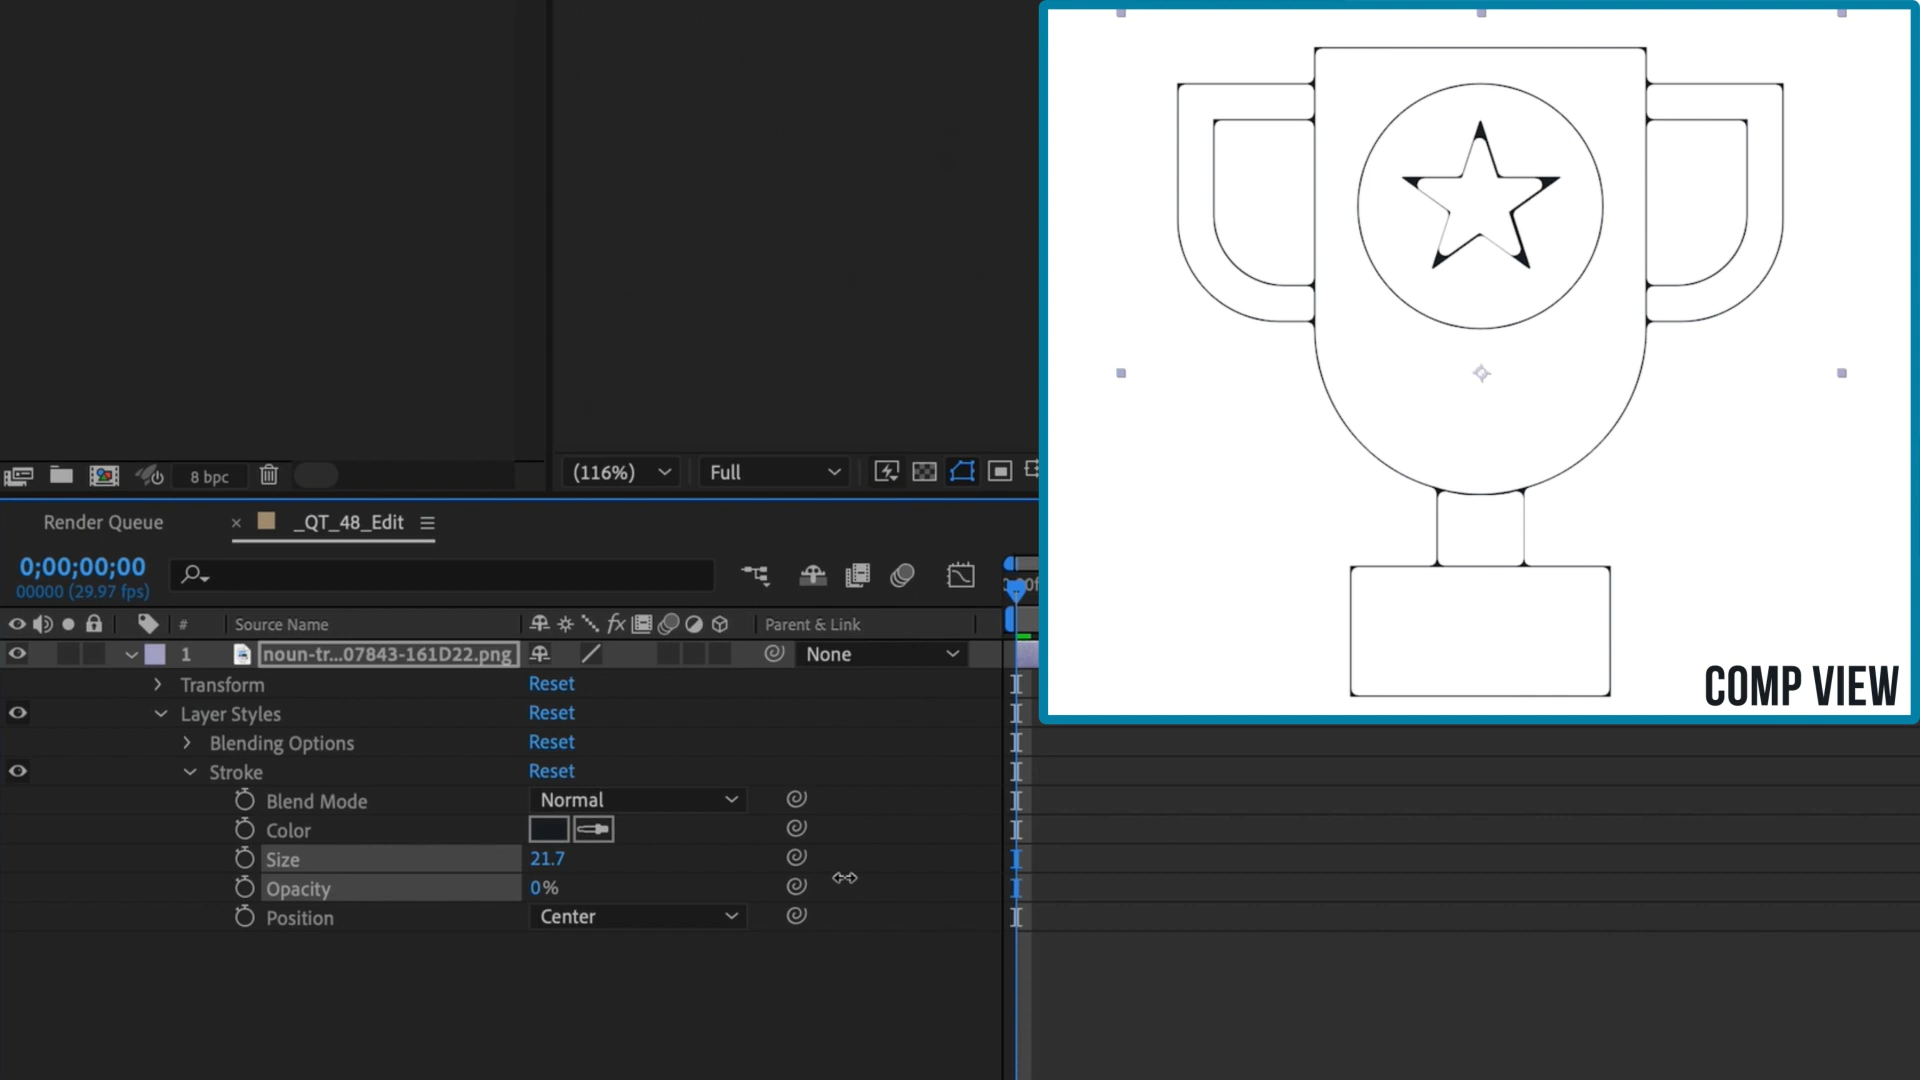 8 bpc
(116%)
Full
Render Queue
× _QT_48_Edit
0;00;00;00
00000 (29.97 fps)
# Source Name fx Parent & Link
1 noun-tr...07843-161D22.png None
Transform Reset
Layer Styles Reset
Blending Options Reset
Stroke Reset
Blend Mode Normal
Color
Size 21.7
Opacity 0%
Position Center
COMP VIEW